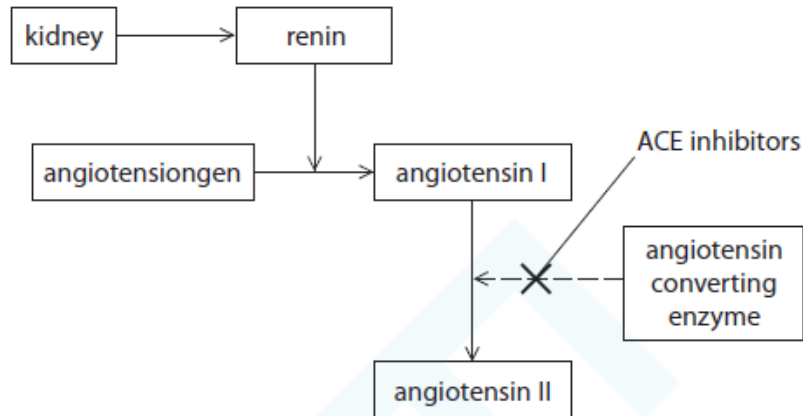 kidney
renin
ACE inhibitors
angiotensiongen
angiotensin I
angiotensin
converting
enzyme
angiotensin II